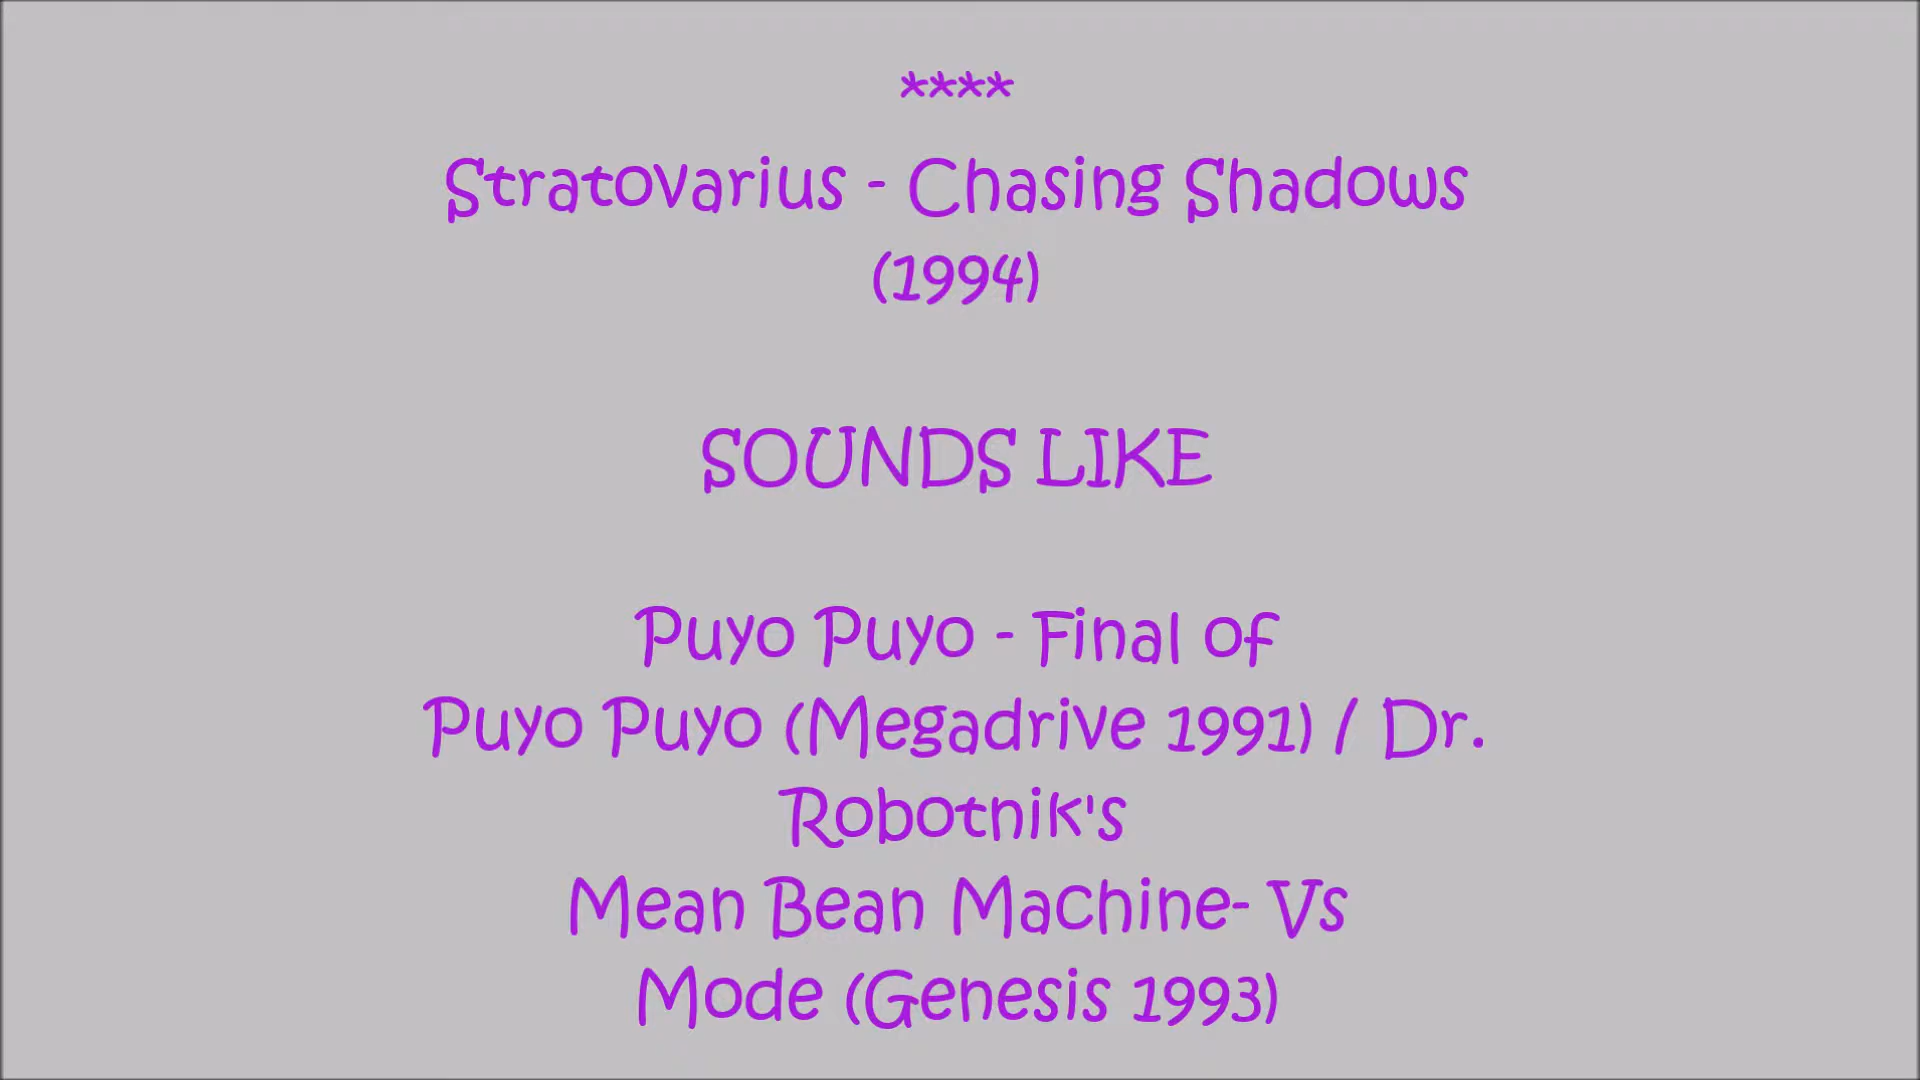 ****
Stratovarius - Chasing Shadows
(1994)
SOUNDS LIKE
Puyo Puyo - Final of
Puyo Puyo (Megadrive 1991) / Dr.
Robotnik's
Mean Bean Machine- Vs
Mode (Genesis 1993)